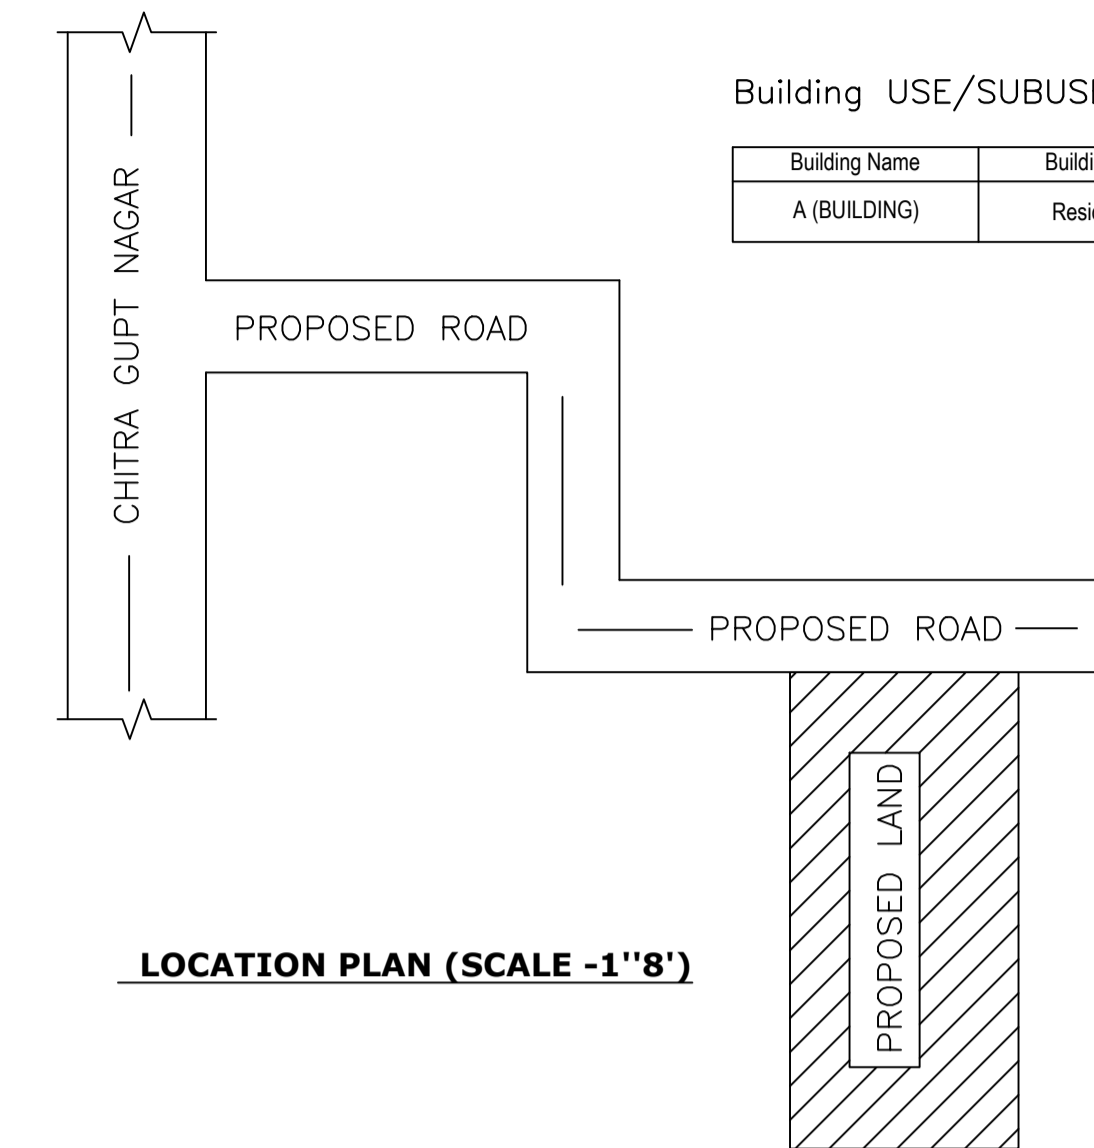 Building USE/SUBUSE
Building Name
A (BUILDING)
CHITRA GUPT NAGAR
PROPOSED ROAD
PROPOSED ROAD
PROPOSED LAND
LOCATION PLAN (SCALE -1''8')